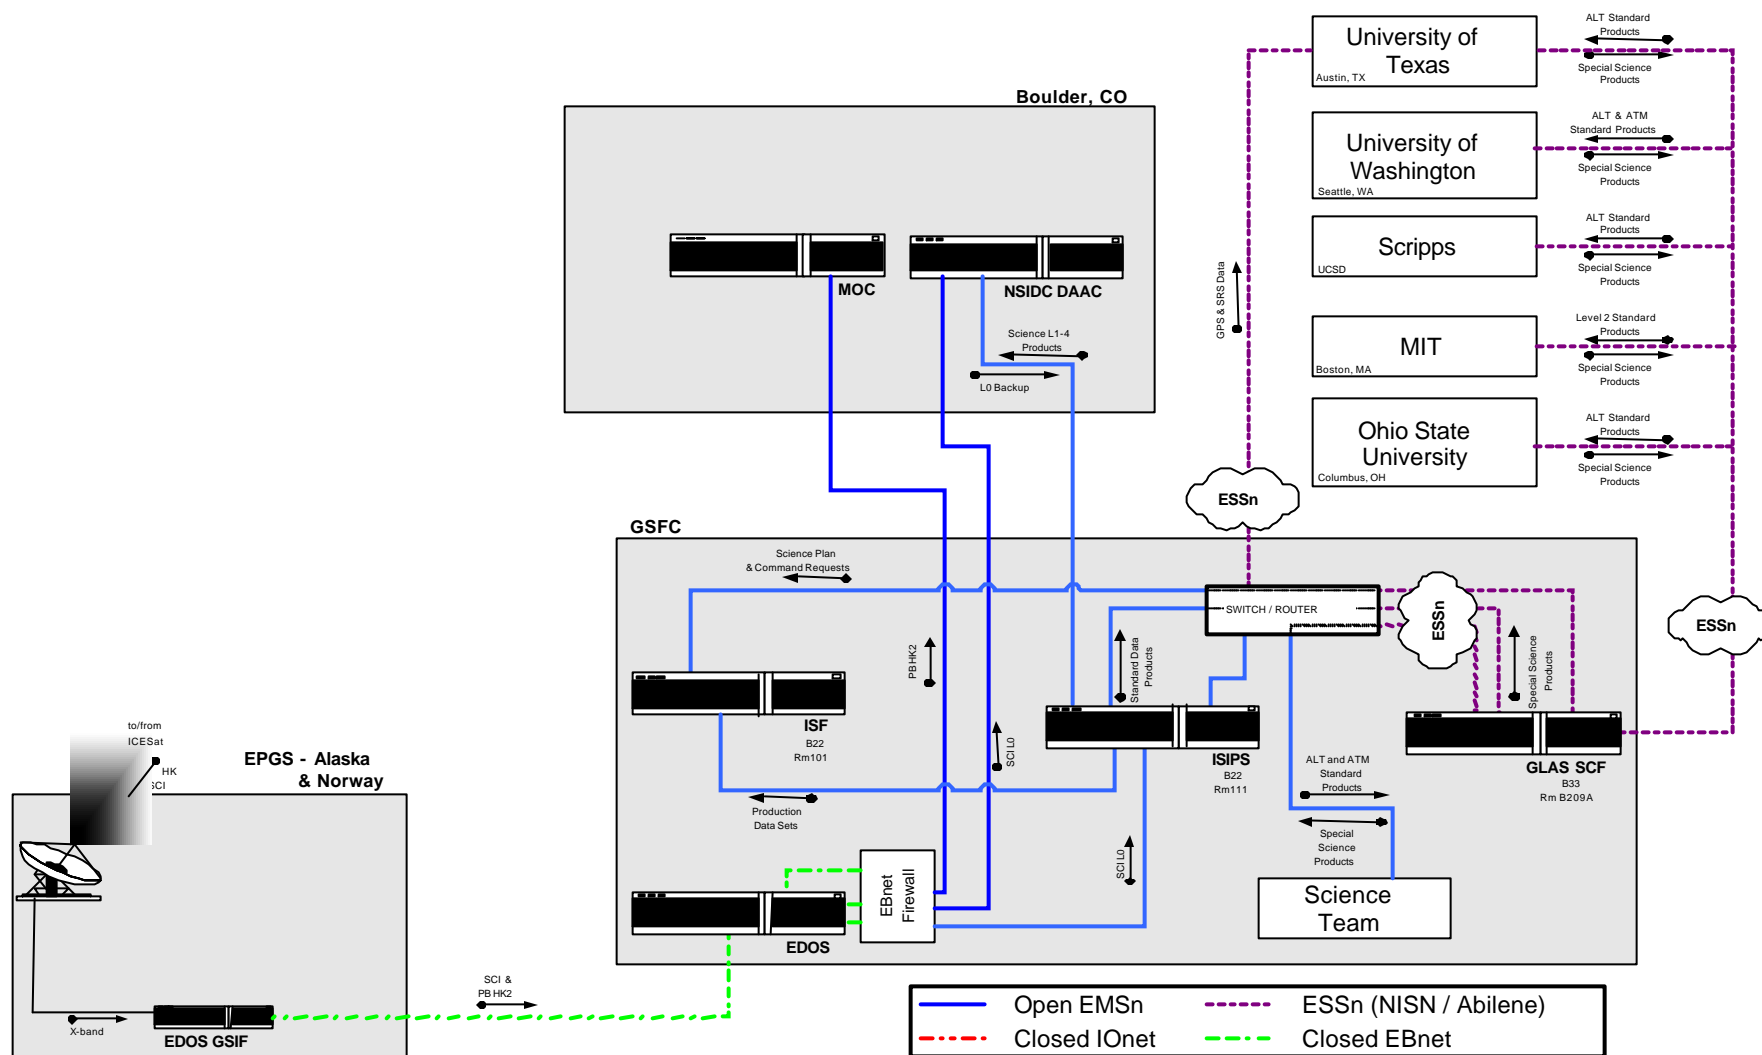 University of
Texas
Austin, TX
ALT Standard
Products
Special Science
Products
Boulder, CO
University of
Washington
Seattle, WA
ALT & ATM
Standard Products
Special Science
Products
Scripps
UCSD
ALT Standard
Products
Special Science
Products
MOC
NSIDC DAAC
GPS & SRS Data
Science L1-4
Products
L0 Backup
MIT
Boston, MA
Level 2 Standard
Products
Special Science
Products
Ohio State
University
Columbus, OH
ALT Standard
Products
Special Science
Products
ESSn
GSFC
Science Plan
& Command Requests
SWITCH / ROUTER
ESSn
ESSn
PB HK2
Standard Data
Products
Special Science
Products
ISF
B22
Rm101
SCI L0
ISIPS
B22
Rm111
GLAS SCF
B33
Rm B209A
to/from
ICESat
HK
SCI
EPGS - Alaska
& Norway
Production
Data Sets
ALT and ATM
Standard
Products
Special
Science
Products
SCI L0
EBnet
Firewall
EDOS
Science
Team
SCI &
PB HK2
X-band
EDOS GSIF
Open EMSn
ESSn (NISN / Abilene)
Closed IOnet
Closed EBnet